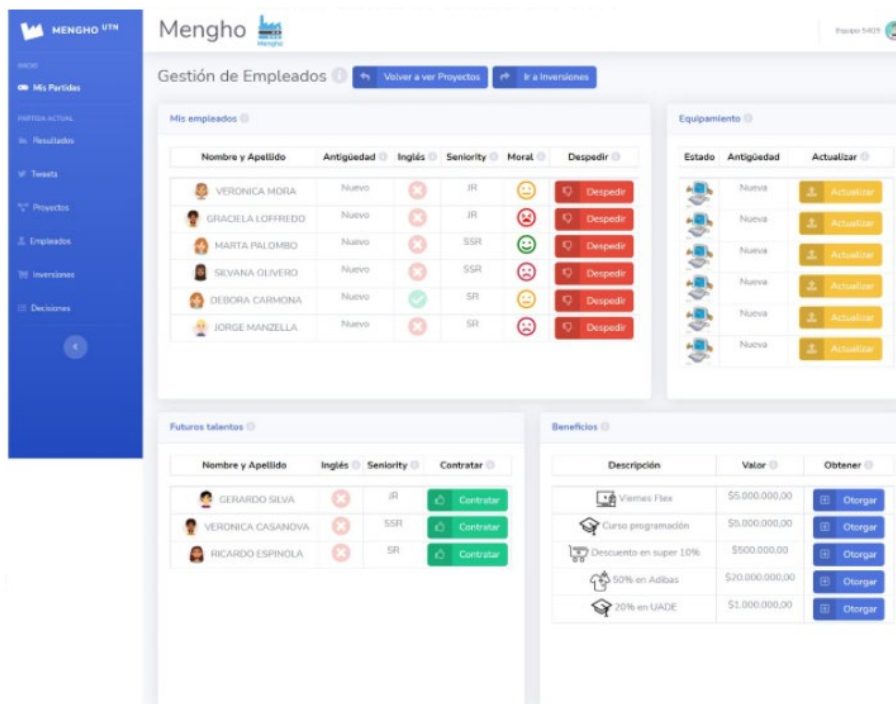 MENGHO UTN
Mengho
Mengho
Equipo 5409
INICIO
Mis Partidas
PARTIDA ACTUAL
Resultados
Tweets
Proyectos
Empleados
Inversiones
Decisiones
Gestión de Empleados
Volver a ver Proyectos
Ir a Inversiones
Mis empleados
Nombre y Apellido Antigüedad Inglés Seniority Moral Despedir
VERONICA MORA Nuevo JR Despedir
GRACIELA LOFFREDO Nuevo JR Despedir
MARTA PALOMBO Nuevo SSR Despedir
SILVANA OLIVERO Nuevo SSR Despedir
DEBORA CARMONA Nuevo SR Despedir
JORGE MANZELLA Nuevo SR Despedir
Equipamiento
Estado Antigüedad Actualizar
Nueva Actualizar
Nueva Actualizar
Nueva Actualizar
Nueva Actualizar
Nueva Actualizar
Nueva Actualizar
Futuros talentos
Nombre y Apellido Inglés Seniority Contratar
GERARDO SILVA JR Contratar
VERONICA CASANOVA SSR Contratar
RICARDO ESPINOLA SR Contratar
Beneficios
Descripción Valor Obtener
Viernes Flex $5.000.000,00 Otorgar
Curso programación Otorgar
Descuento en super 10% $500.000,00 Otorgar
50% en Adibas $20.000.000,00 Otorgar
20% en UADE $1.000.000,00 Otorgar